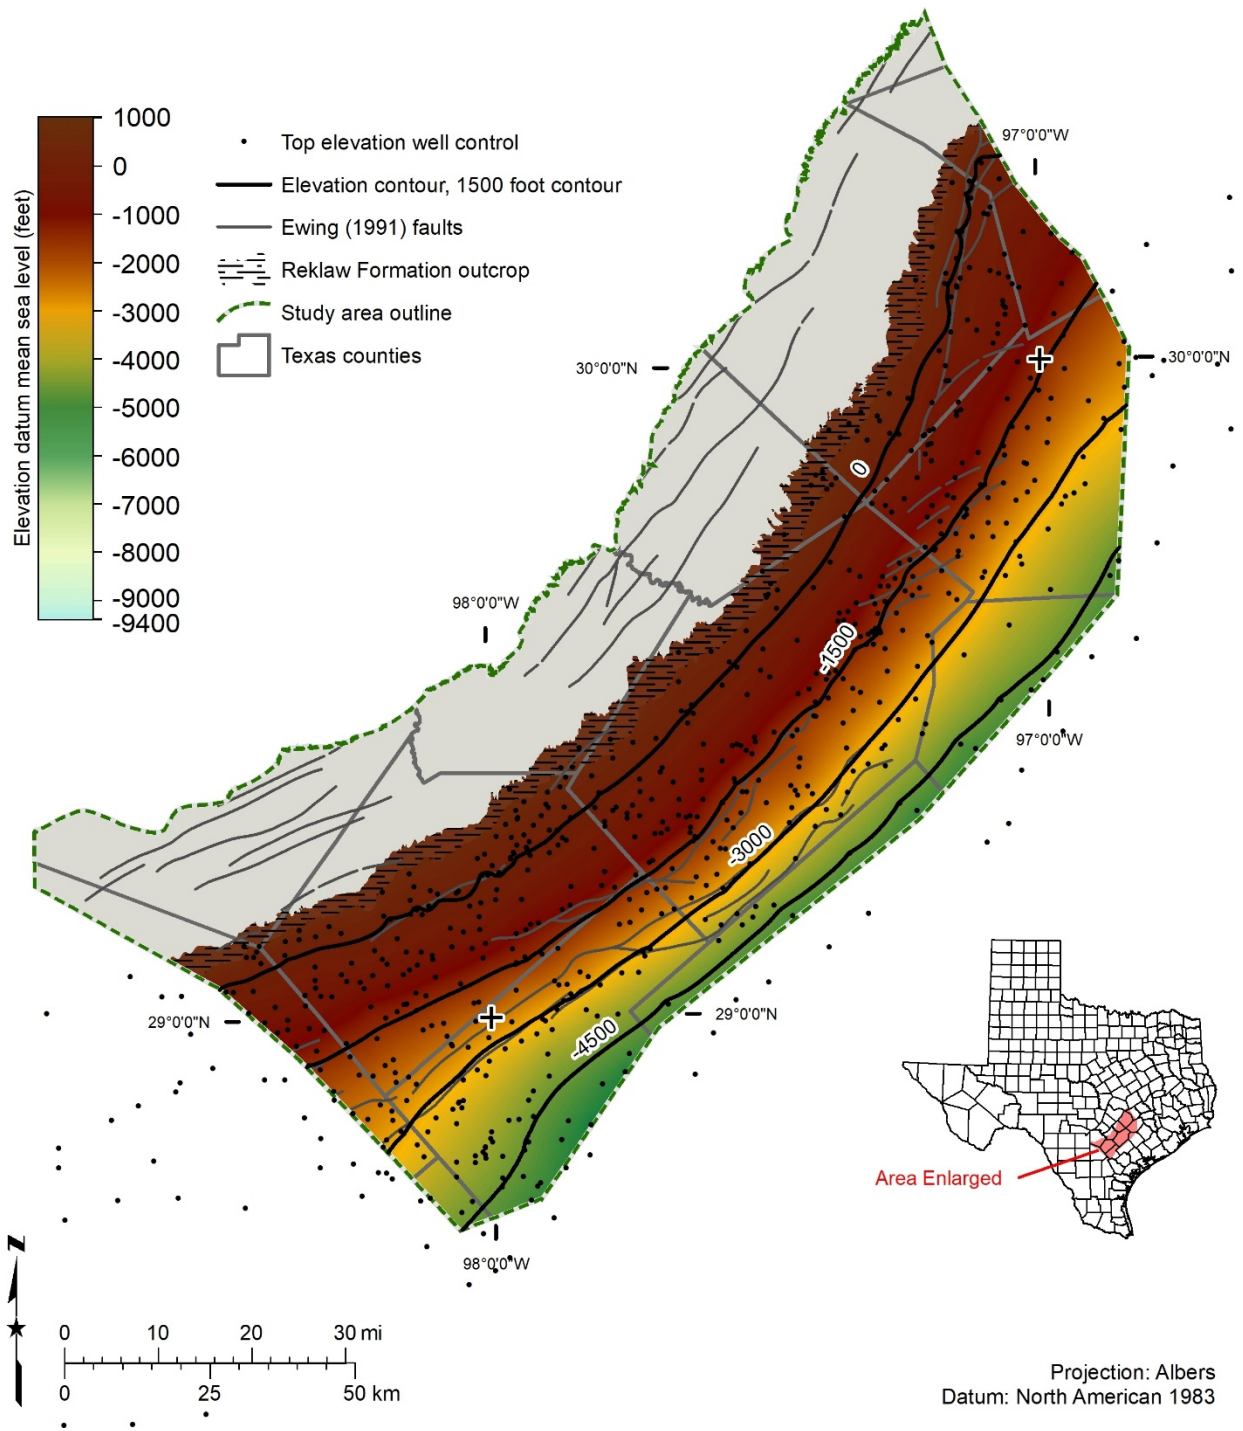 Elevation datum mean sea level (feet)
1000
0
-1000
-2000
-3000
-4000
-5000
-6000
-7000
-8000
-9000
-9400
Top elevation well control
Elevation contour, 1500 foot contour
Ewing (1991) faults
Reklaw Formation outcrop
Study area outline
Texas counties
97°0'0"W
30°0'0"N
30°0'0"N
0
98°0'0"W
-1500
97°0'0"W
-3000
29°0'0"N
29°0'0"N
-4500
98°0'0"W
Area Enlarged
N
0 10 20 30 mi
0 25 50 km
Projection: Albers
Datum: North American 1983